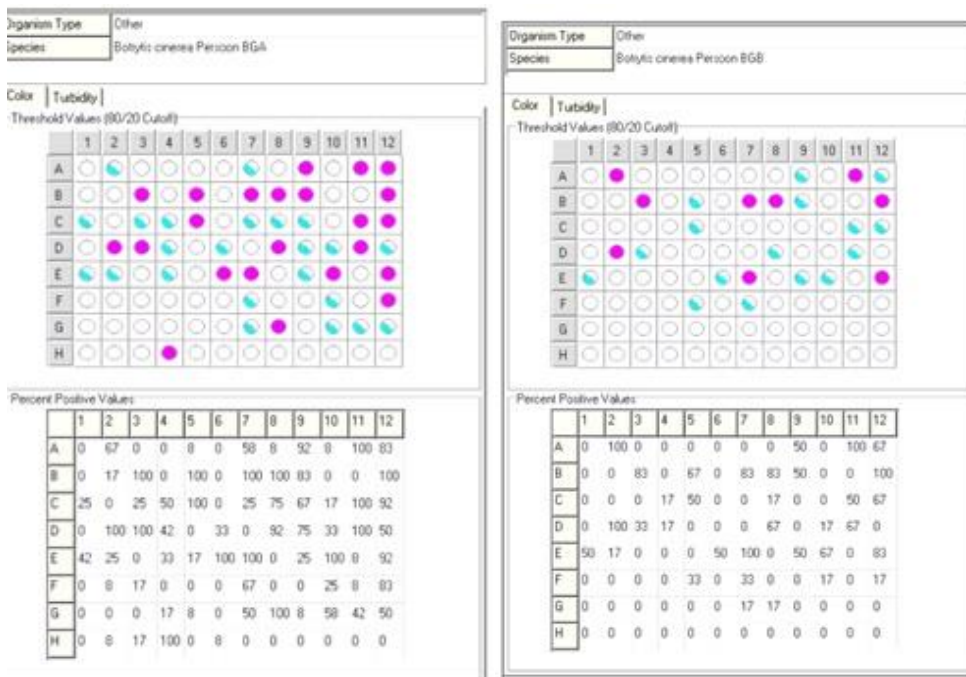 Organism Type Other
Species Botrytis cinerea Persoon BGA
Color Turbidity
Threshold Values (80/20 Cutoff)
1 2 3 4 5 6 7 8 9 10 11 12
A
B
C
D
E
F
G
H
Percent Positive Values
1 2 3 4 5 6 7 8 9 10 11 12
A 0 67 0 0 8 0 58 8 92 8 100 83
B 0 17 100 0 100 0 100 100 83 0 0 100
C 25 0 25 50 100 0 25 75 67 17 100 92
D 0 100 100 42 0 33 0 92 75 33 100 50
E 42 25 0 33 17 100 100 0 25 100 8 92
F 0 8 17 0 0 0 67 0 0 25 8 83
G 0 0 0 17 8 0 50 100 8 58 42 50
H 0 8 17 100 0 8 0 0 0 0 0 0
Organism Type Other
Species Botrytis cinerea Persoon BGB
Color Turbidity
Threshold Values (80/20 Cutoff)
1 2 3 4 5 6 7 8 9 10 11 12
A
B
C
D
E
F
G
H
Percent Positive Values
1 2 3 4 5 6 7 8 9 10 11 12
A 0 100 0 0 0 0 0 0 50 0 100 67
B 0 0 83 0 67 0 83 83 50 0 0 100
C 0 0 0 17 50 0 0 17 0 0 50 67
D 0 100 33 17 0 0 0 67 0 17 67 0
E 50 17 0 0 0 50 100 0 50 67 0 83
F 0 0 0 0 33 0 33 0 0 17 0 17
G 0 0 0 0 0 0 17 17 0 0 0 0
H 0 0 0 0 0 0 0 0 0 0 0 0